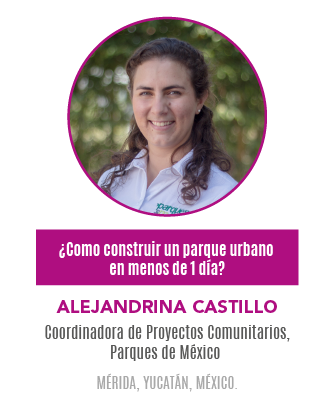 parques
¿Como construir un parque urbano
en menos de 1 día?
ALEJANDRINA CASTILLO
Coordinadora de Proyectos Comunitarios,
Parques de México
MÉRIDA, YUCATÁN, MÉXICO.